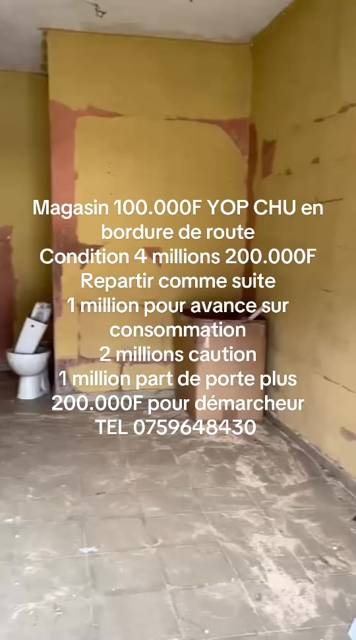 Magasin 100.000F YOP CHU en
bordure de route
Condition 4 millions 200.000F
Repartir comme suite
1 million pour avance sur
consommation
2 millions caution
1 million part de porte plus
200.000F pour démarcheur
TEL 0759648430